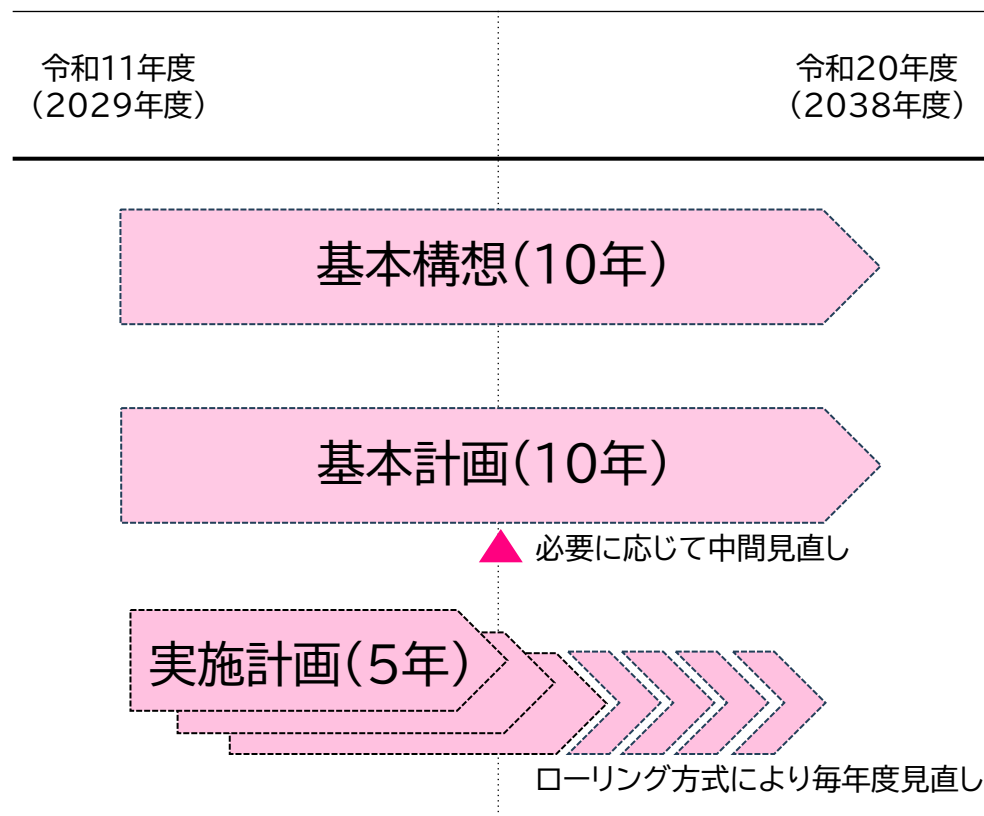 令和11年度
（2029年度）
令和20年度
（2038年度）
基本構想（10年）
基本計画（10年）
必要に応じて中間見直し
実施計画（5年）
ローリング方式により毎年度見直し